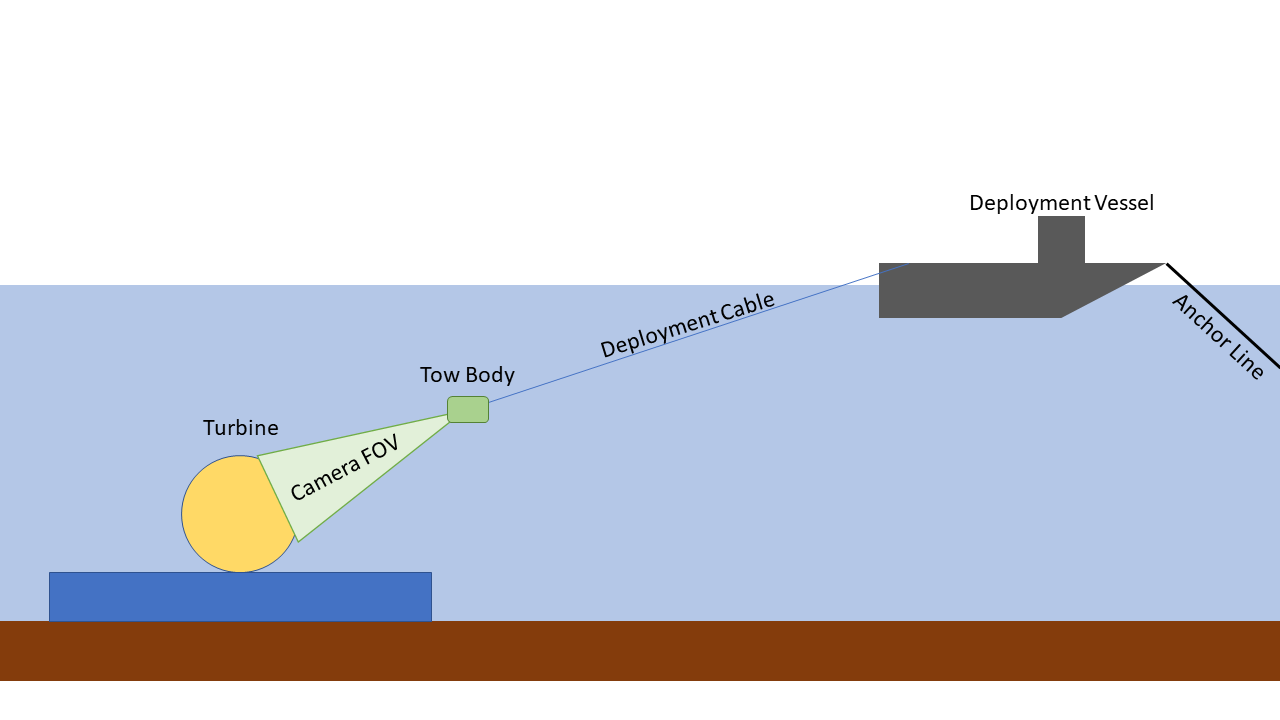 Deployment Vessel
Deployment Cable
Anchor Line
Tow Body
Turbine
Camera FOV